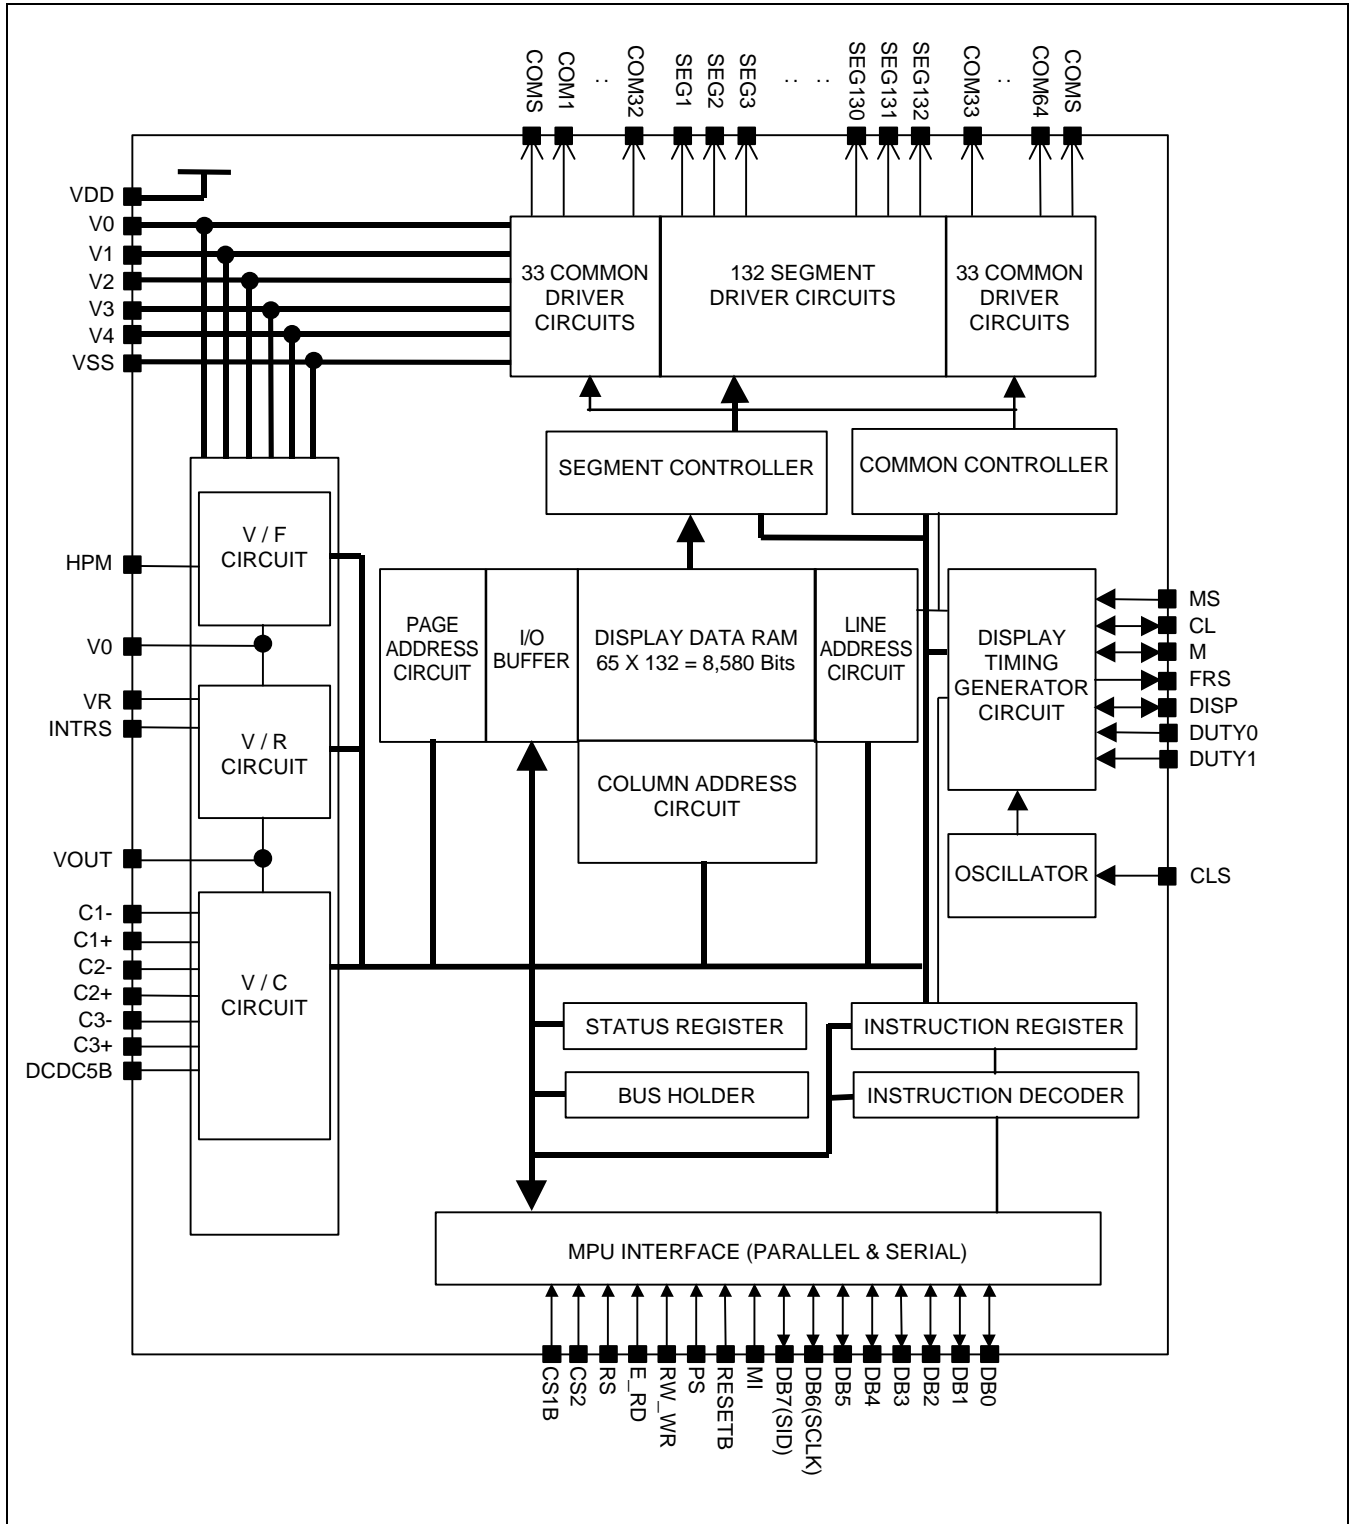 COMS
COM1
:
COM32
SEG1
SEG2
SEG3
: :
SEG130
SEG131
SEG132
COM33
:
COM64
COMS
VDD
V0
V1
V2
V3
V4
VSS
33 COMMON
DRIVER
CIRCUITS
132 SEGMENT
DRIVER CIRCUITS
33 COMMON
DRIVER
CIRCUITS
SEGMENT CONTROLLER
COMMON CONTROLLER
HPM
V0
VR
INTRS
VOUT
C1-
C1+
C2-
C2+
C3-
C3+
DCDC5B
V / F
CIRCUIT
V / R
CIRCUIT
V / C
CIRCUIT
PAGE
ADDRESS
CIRCUIT
I/O
BUFFER
DISPLAY DATA RAM
65 X 132 = 8,580 Bits
LINE
ADDRESS
CIRCUIT
COLUMN ADDRESS
CIRCUIT
DISPLAY
TIMING
GENERATOR
CIRCUIT
OSCILLATOR
MS
CL
M
FRS
DISP
DUTY0
DUTY1
CLS
STATUS REGISTER
INSTRUCTION REGISTER
BUS HOLDER
INSTRUCTION DECODER
MPU INTERFACE (PARALLEL & SERIAL)
CS1B
CS2
RS
E_RD
RW_WR
PS
RESETB
MI
DB7(SID)
DB6(SCLK)
DB5
DB4
DB3
DB2
DB1
DB0